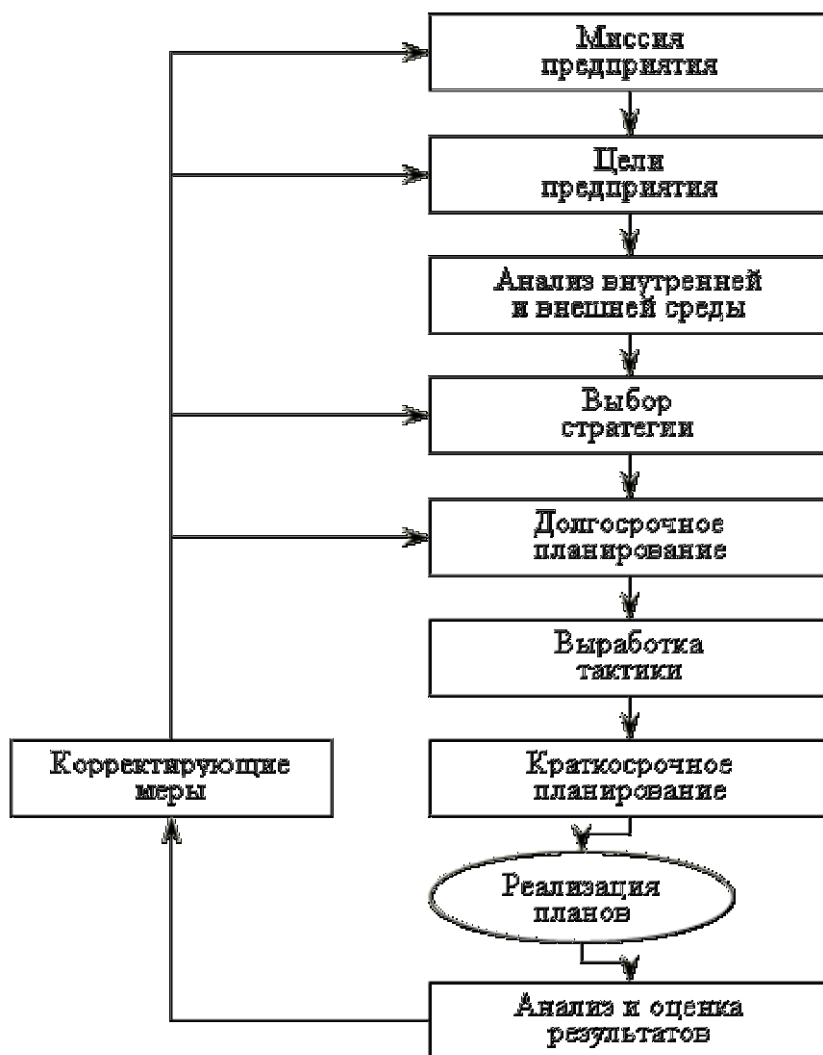 Миссия
предприятия
Цели
предприятия
Анализ внутренней
и внешней среды
Выбор
стратегии
Долгосрочное
планирование
Выработка
тактики
Корректирующие
меры
Краткосрочное
планирование
Реализация
планов
Анализ и оценка
результатов